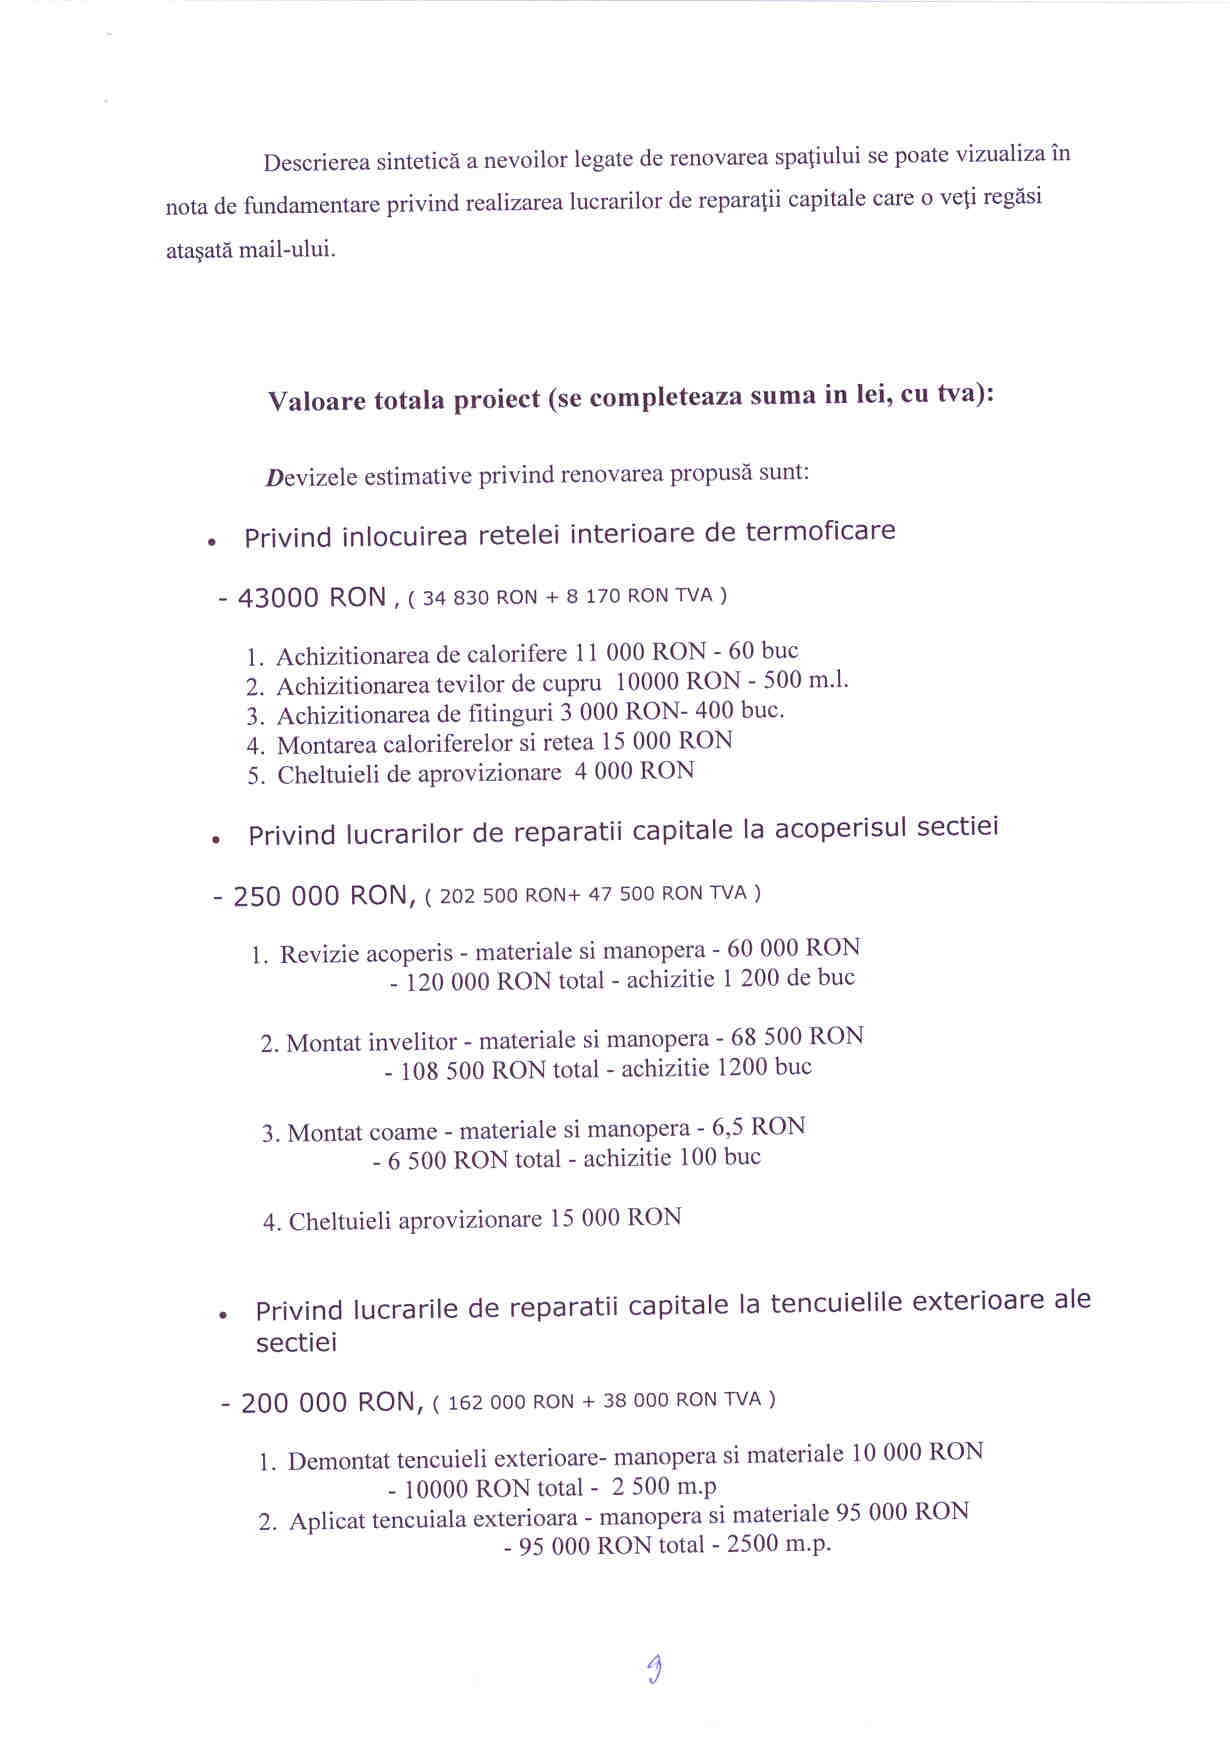 Descrierea sintetică a nevoilor legate de renovarea spaţiului se poate vizualiza în
nota de fundamentare privind realizarea lucrarilor de reparaţii capitale care o veţi regăsi
ataşată mail-ului.
Valoare totala proiect (se completeaza suma in lei, cu tva):
Devizele estimative privind renovarea propusă sunt:
• Privind inlocuirea retelei interioare de termoficare
- 43000 RON , ( 34 830 RON + 8 170 RON TVA )
1. Achizitionarea de calorifere 11 000 RON - 60 buc
2. Achizitionarea tevilor de cupru 10000 RON - 500 m.l.
3. Achizitionarea de fitinguri 3 000 RON- 400 buc.
4. Montarea caloriferelor si retea 15 000 RON
5. Cheltuieli de aprovizionare 4 000 RON
• Privind lucrarilor de reparatii capitale la acoperisul sectiei
- 250 000 RON, ( 202 500 RON+ 47 500 RON TVA )
1. Revizie acoperis - materiale si manopera - 60 000 RON
- 120 000 RON total - achizitie 1 200 de buc
2. Montat invelitor - materiale si manopera - 68 500 RON
- 108 500 RON total - achizitie 1200 buc
3. Montat coame - materiale si manopera - 6,5 RON
- 6 500 RON total - achizitie 100 buc
4. Cheltuieli aprovizionare 15 000 RON
• Privind lucrarile de reparatii capitale la tencuielile exterioare ale
sectiei
- 200 000 RON, ( 162 000 RON + 38 000 RON TVA )
1. Demontat tencuieli exterioare- manopera si materiale 10 000 RON
- 10000 RON total - 2 500 m.p
2. Aplicat tencuiala exterioara - manopera si materiale 95 000 RON
- 95 000 RON total - 2500 m.p.
9